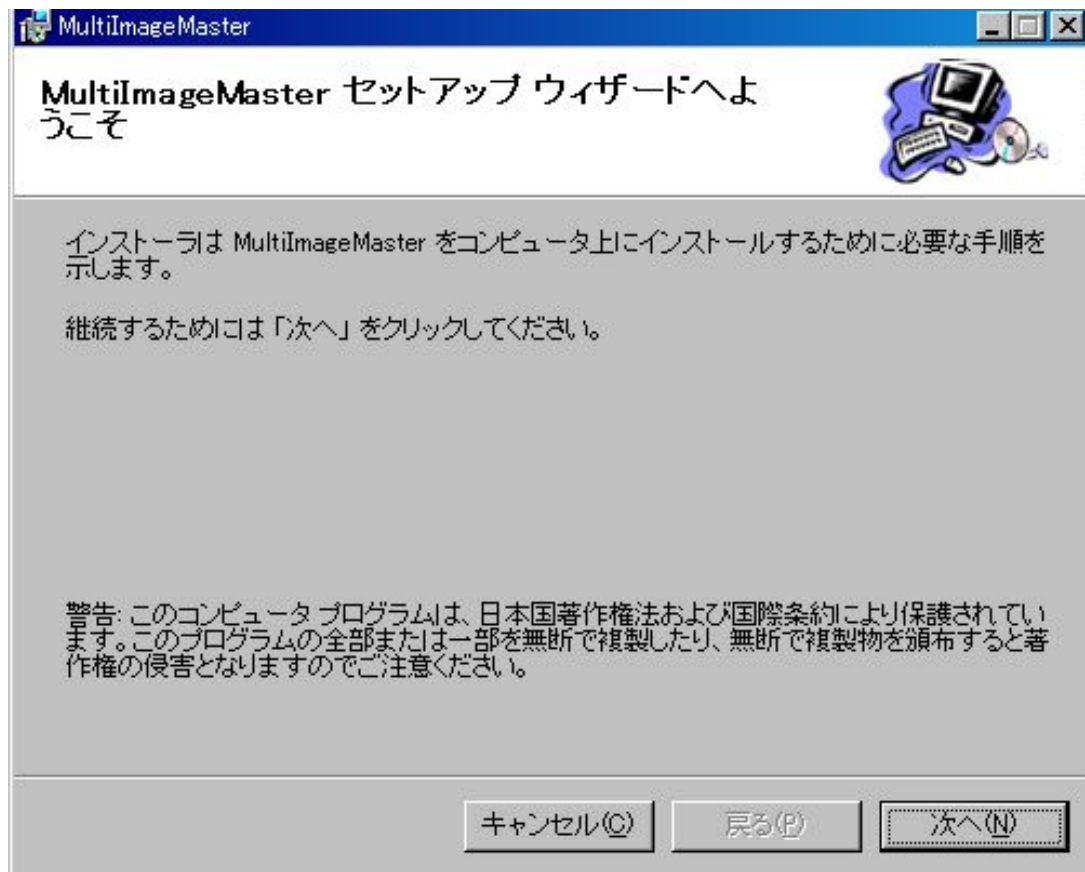 MultiImageMaster
MultiImageMaster セットアップ ウィザードへよ
うこそ
インストーラは MultiImageMaster をコンピュータ上にインストールするために必要な手順を
示します。
継続するためには「次へ」をクリックしてください。
警告: このコンピュータ プログラムは、日本国著作権法および国際条約により保護されてい
ます。このプログラムの全部または一部を無断で複製したり、無断で複製物を頒布すると著
作権の侵害となりますのでご注意ください。
キャンセル(C) 戻る(P) 次へ(N)